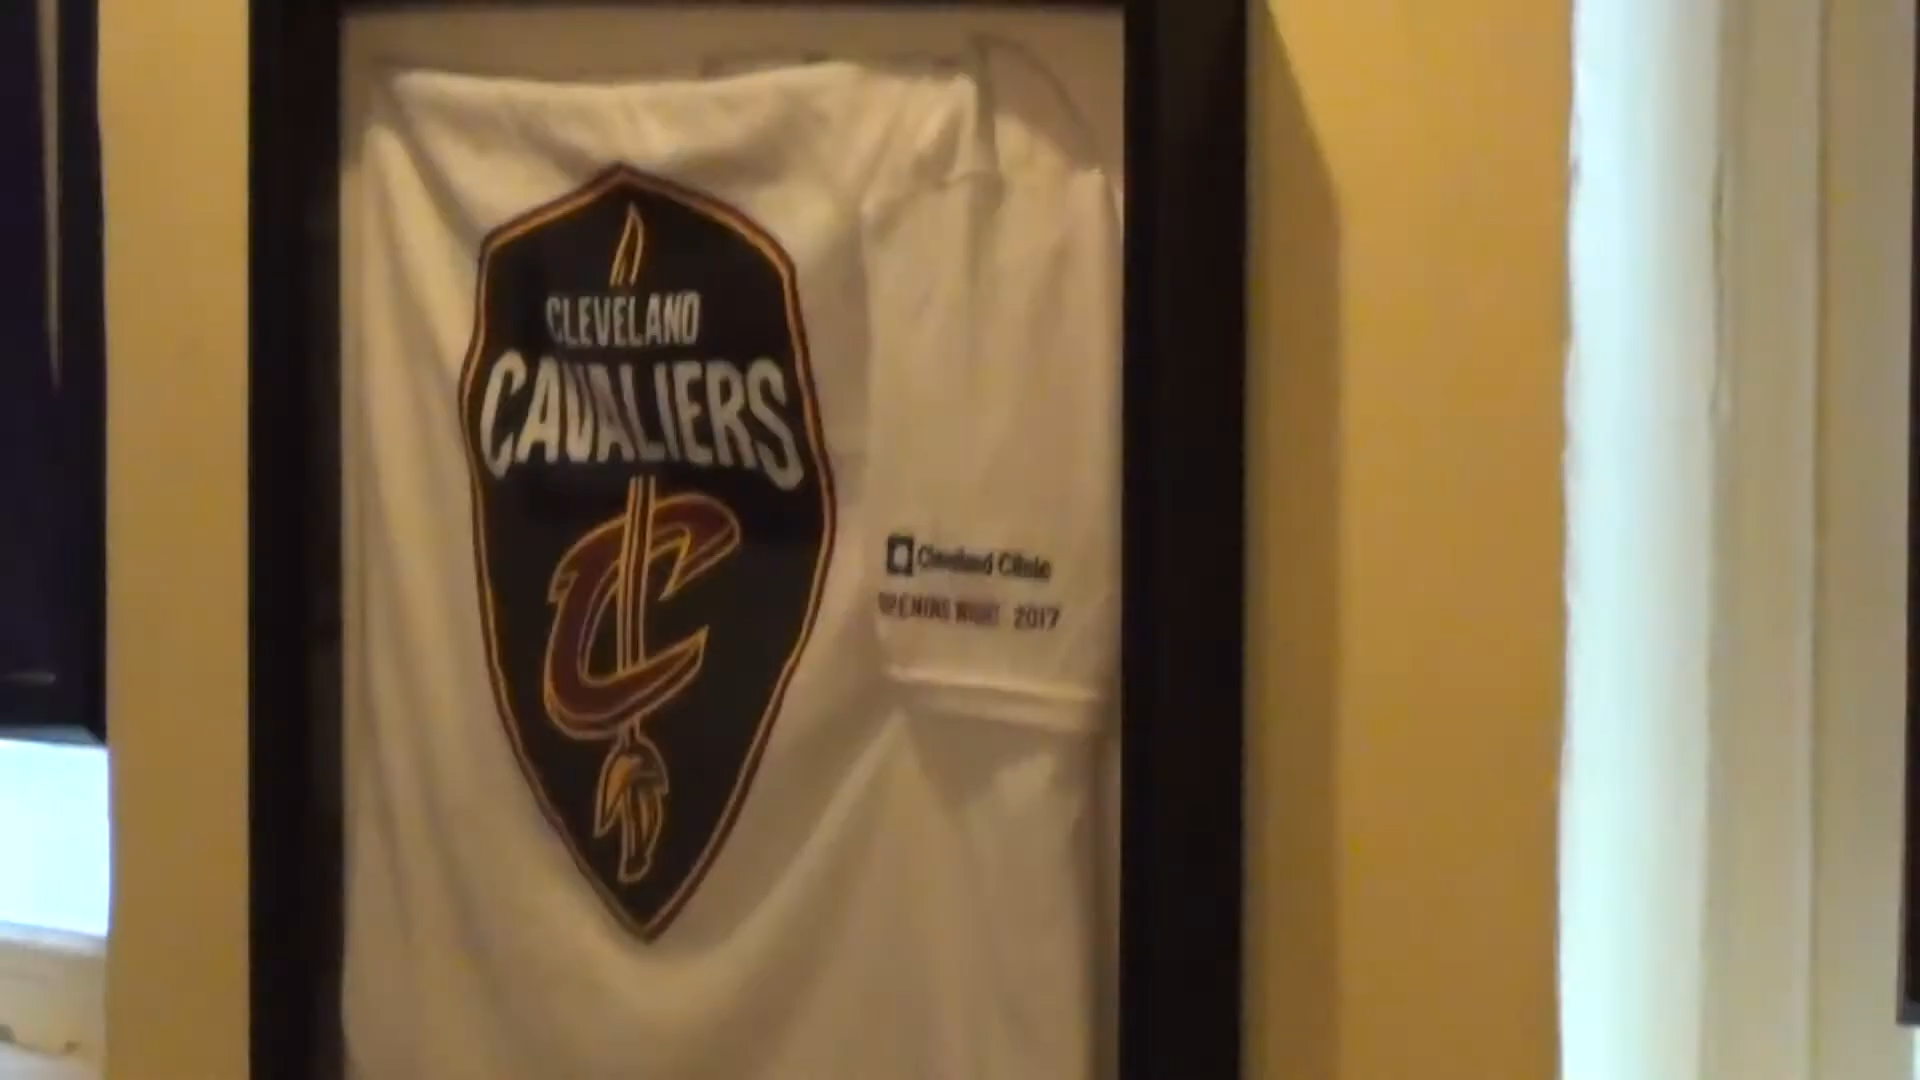 CLEVELAND
CAVALIERS
C
Cleveland Clinic
OPENING NIGHT 2017